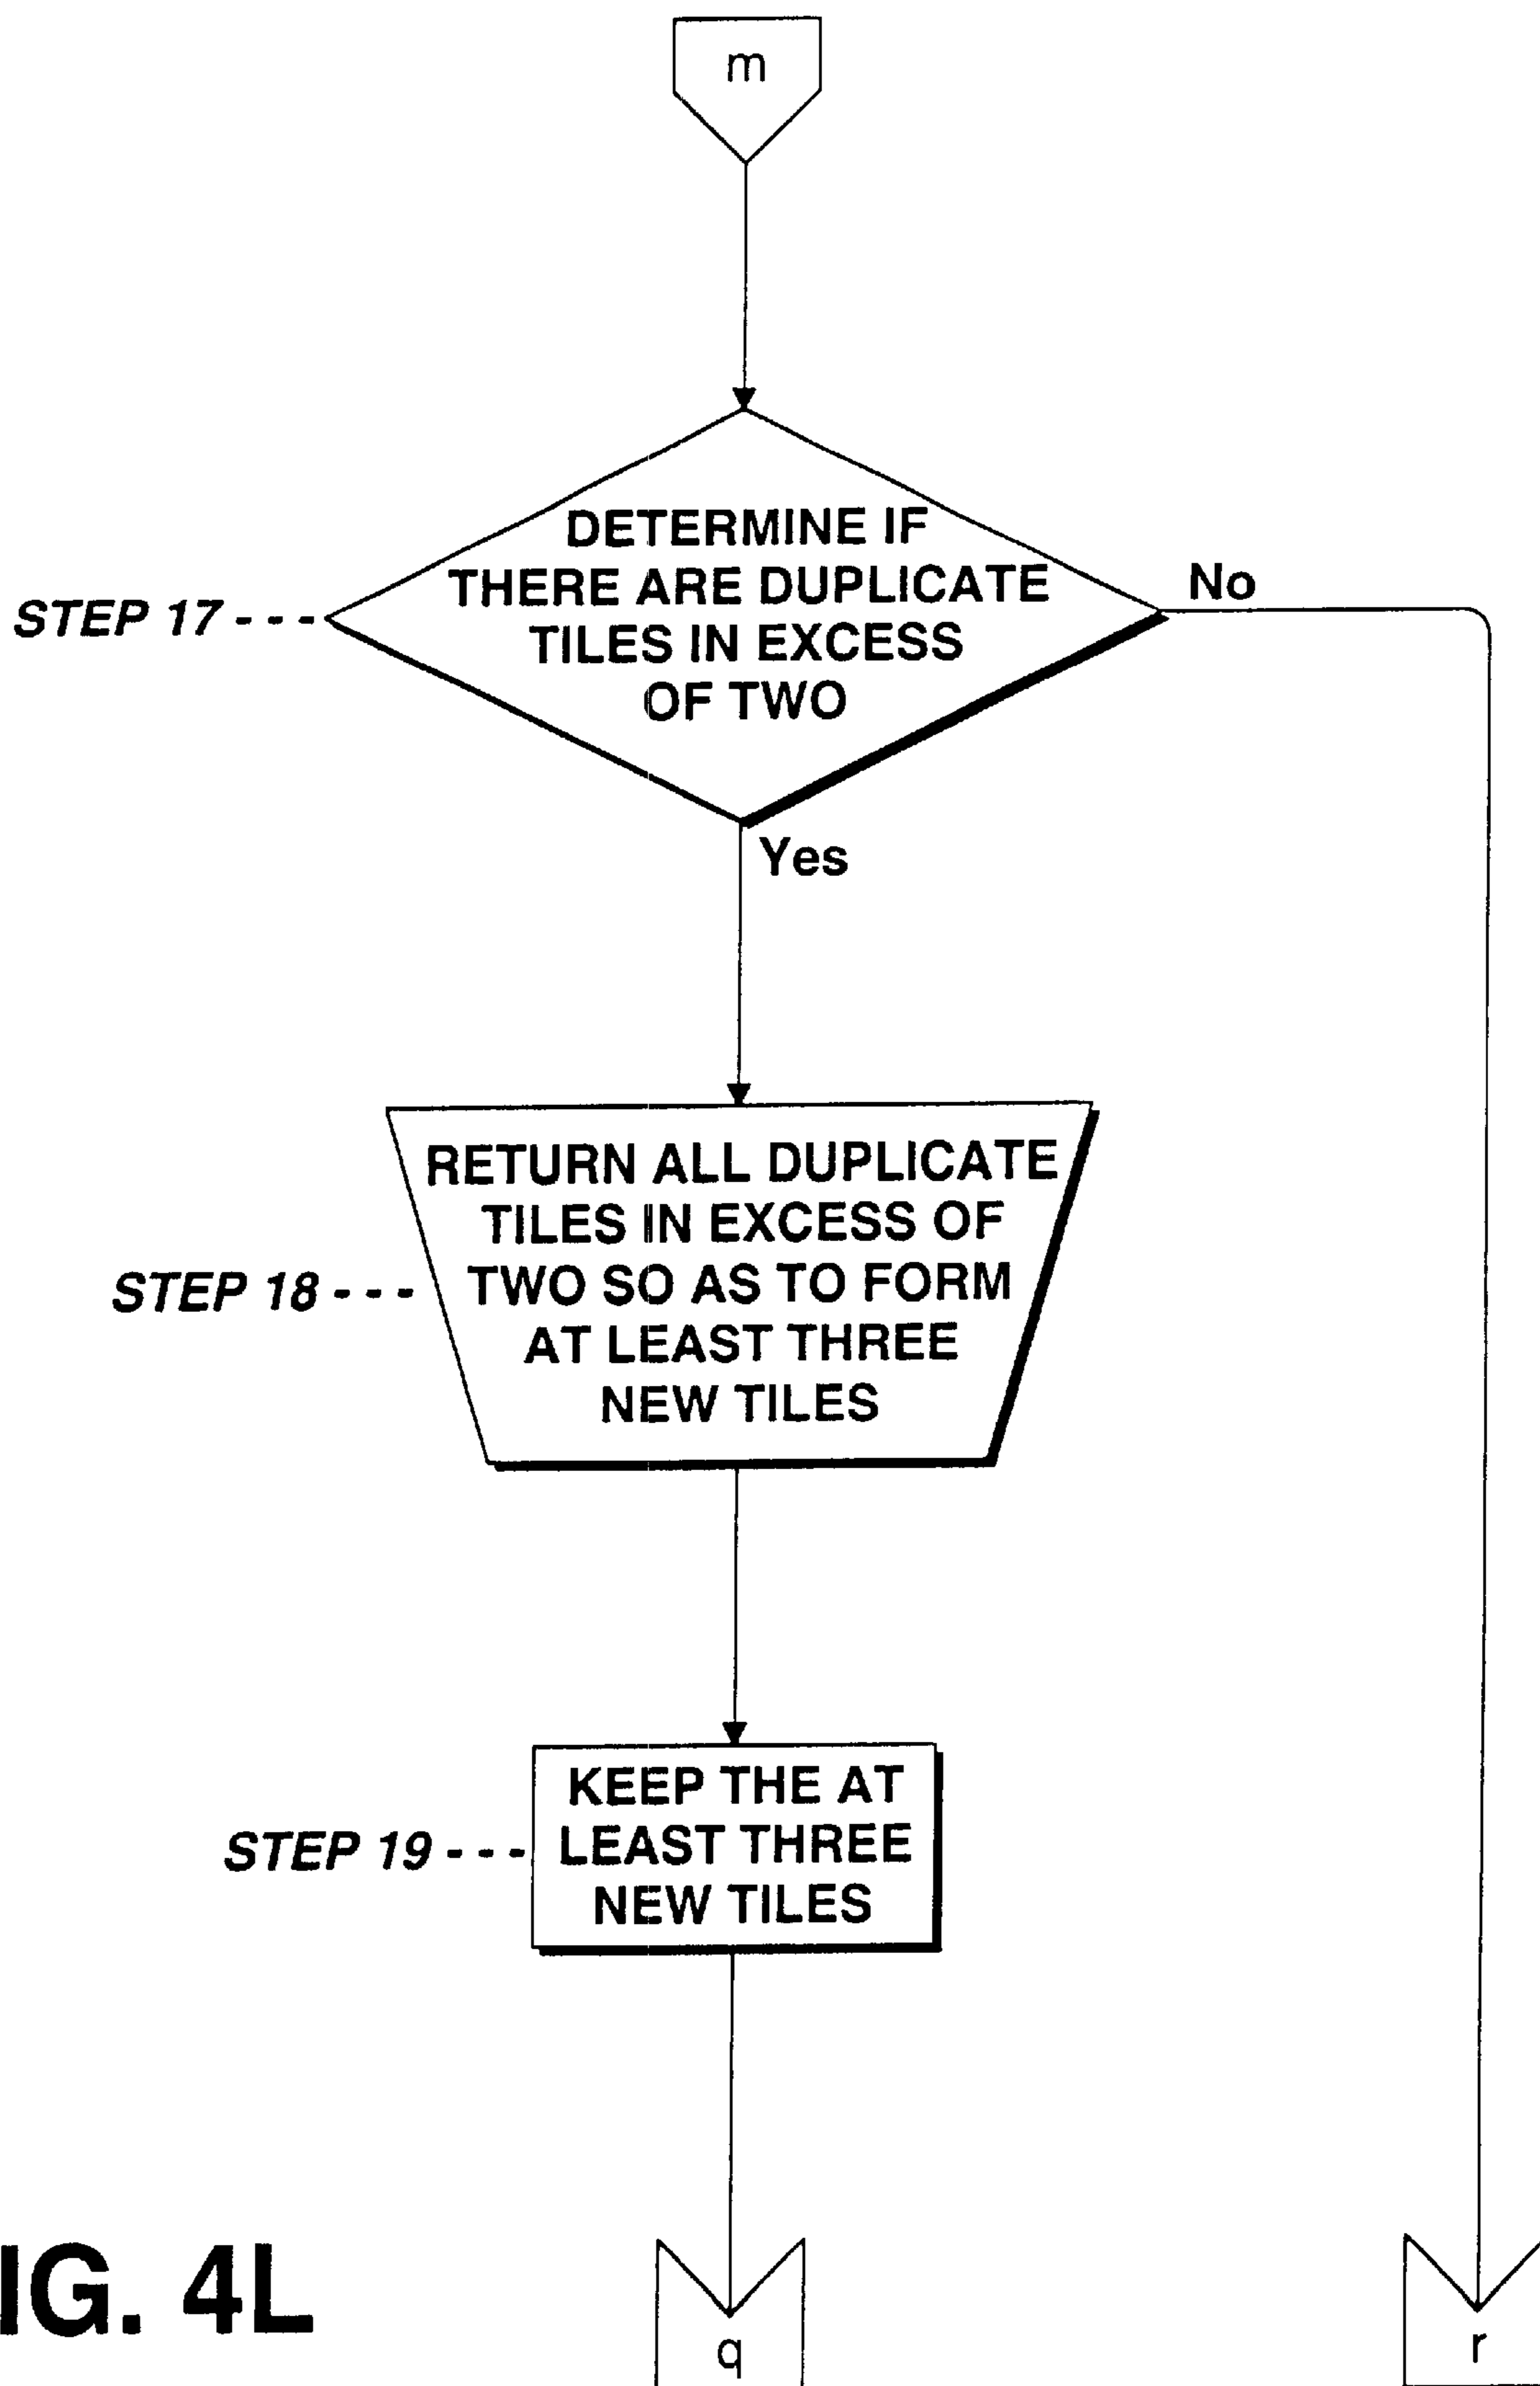 m
DETERMINE IF
THERE ARE DUPLICATE
TILES IN EXCESS
OF TWO
No
STEP 17 - - -
Yes
RETURN ALL DUPLICATE
TILES IN EXCESS OF
TWO SO AS TO FORM
AT LEAST THREE
NEW TILES
STEP 18 - - -
KEEP THE AT
LEAST THREE
NEW TILES
STEP 19 - - -
IG. 4L
q
r